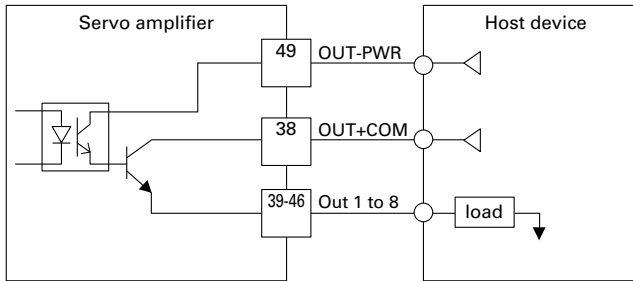 Servo amplifier
Host device
49
OUT-PWR
38
OUT+COM
39-46
Out 1 to 8
load